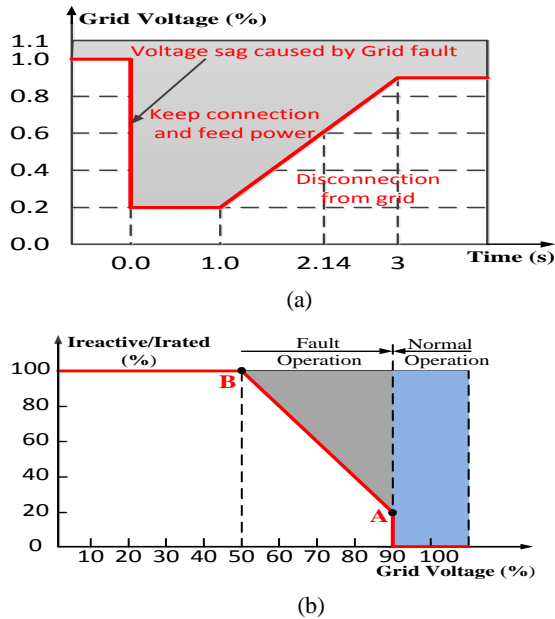 Grid Voltage (%)
1.1
Voltage sag caused by Grid fault
1.0
0.8
Keep connection
and feed power
0.6
0.4
Disconnection
from grid
0.2
0.0
0.0 1.0 2.14 3
Time (s)
(a)
Ireactive/Irated
(%)
Fault
Operation
Normal
Operation
100
B
80
60
40
20
A
0
10 20 30 40 50 60 70 80 90 100
Grid Voltage (%)
(b)